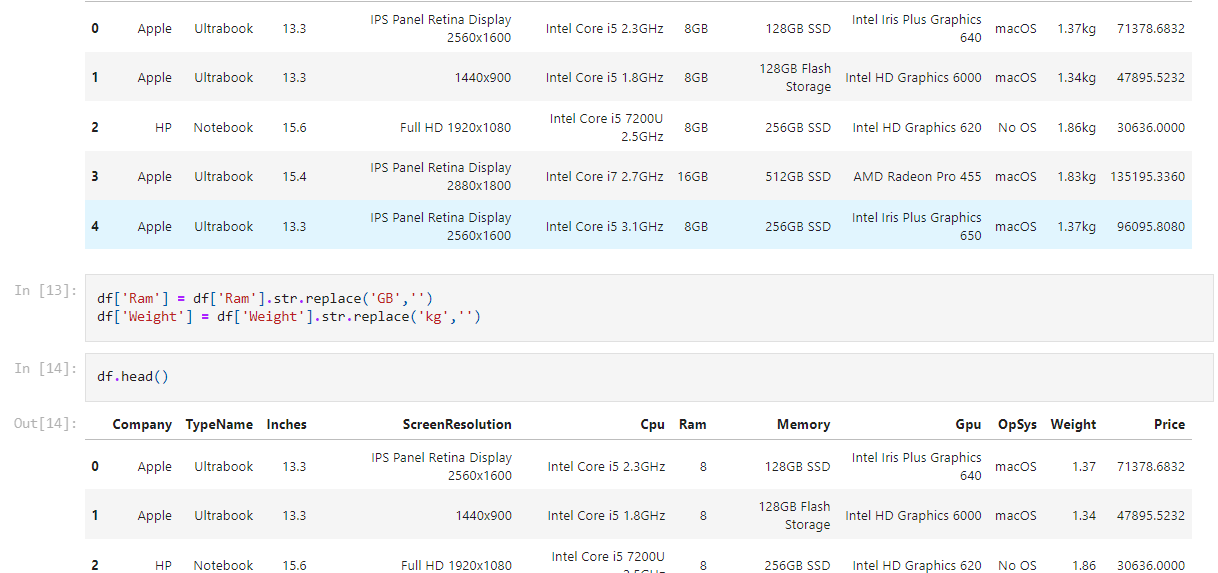 IPS Panel Retina Display Intel Iris Plus Graphics
0 Apple Ultrabook 13.3 2560x1600 Intel Core i5 2.3GHz 8GB 128GB SSD 640 macOS 1.37kg 71378.6832
128GB Flash
1 Apple Ultrabook 13.3 1440x900 Intel Core i5 1.8GHz 8GB Storage Intel HD Graphics 6000 macOS 1.34kg 47895.5232
Intel Core i5 7200U
2 HP Notebook 15.6 Full HD 1920x1080 2.5GHz 8GB 256GB SSD Intel HD Graphics 620 No OS 1.86kg 30636.0000
IPS Panel Retina Display
3 Apple Ultrabook 15.4 2880x1800 Intel Core i7 2.7GHz 16GB 512GB SSD AMD Radeon Pro 455 macOS 1.83kg 135195.3360
IPS Panel Retina Display Intel Iris Plus Graphics
4 Apple Ultrabook 13.3 2560x1600 Intel Core i5 3.1GHz 8GB 256GB SSD 650 macOS 1.37kg 96095.8080
In [13]: df['Ram'] = df['Ram'].str.replace('GB','')
df['Weight'] = df['Weight'].str.replace('kg','')
In [14]: df.head()
Out[14]: Company TypeName Inches ScreenResolution Cpu Ram Memory Gpu OpSys Weight Price
IPS Panel Retina Display Intel Iris Plus Graphics
0 Apple Ultrabook 13.3 2560x1600 Intel Core i5 2.3GHz 8 128GB SSD 640 macOS 1.37 71378.6832
128GB Flash
1 Apple Ultrabook 13.3 1440x900 Intel Core i5 1.8GHz 8 Storage Intel HD Graphics 6000 macOS 1.34 47895.5232
Intel Core i5 7200U
2 HP Notebook 15.6 Full HD 1920x1080 8 256GB SSD Intel HD Graphics 620 No OS 1.86 30636.0000